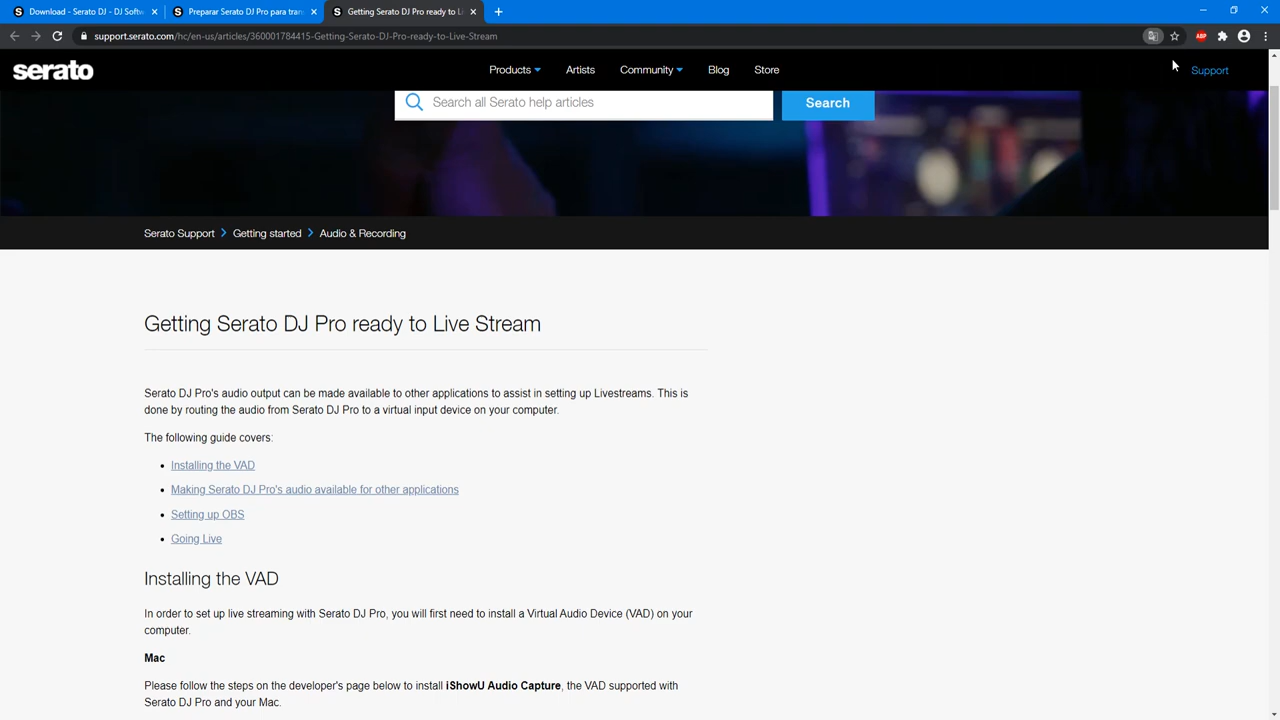 Download - Serato DJ - DJ Softw
Preparar Serato DJ Pro para tran
Getting Serato DJ Pro ready to Li
support.serato.com/hc/en-us/articles/360001784415-Getting-Serato-DJ-Pro-ready-to-Live-Stream
ABP
serato
Products
Artists
Community
Blog
Store
Support
Search all Serato help articles
Search
Serato Support > Getting started > Audio & Recording
Getting Serato DJ Pro ready to Live Stream
Serato DJ Pro's audio output can be made available to other applications to assist in setting up Livestreams. This is
done by routing the audio from Serato DJ Pro to a virtual input device on your computer.
The following guide covers:
• Installing the VAD
• Making Serato DJ Pro's audio available for other applications
• Setting up OBS
• Going Live
Installing the VAD
In order to set up live streaming with Serato DJ Pro, you will first need to install a Virtual Audio Device (VAD) on your
computer.
Mac
Please follow the steps on the developer's page below to install iShowU Audio Capture, the VAD supported with
Serato DJ Pro and your Mac.